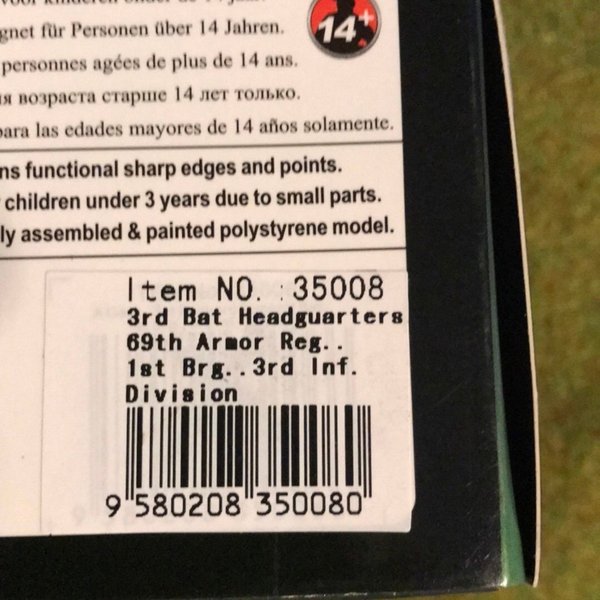 gnet für Personen über 14 Jahren.
14+
personnes agées de plus de 14 ans.
ия возраста старше 14 лет только.
para las edades mayores de 14 años solamente.
ns functional sharp edges and points.
children under 3 years due to small parts.
ly assembled & painted polystyrene model.
Item NO. : 35008
3rd Bat Headguarters
69th Armor Reg..
1st Brg..3rd Inf.
Division
9 580208 350080